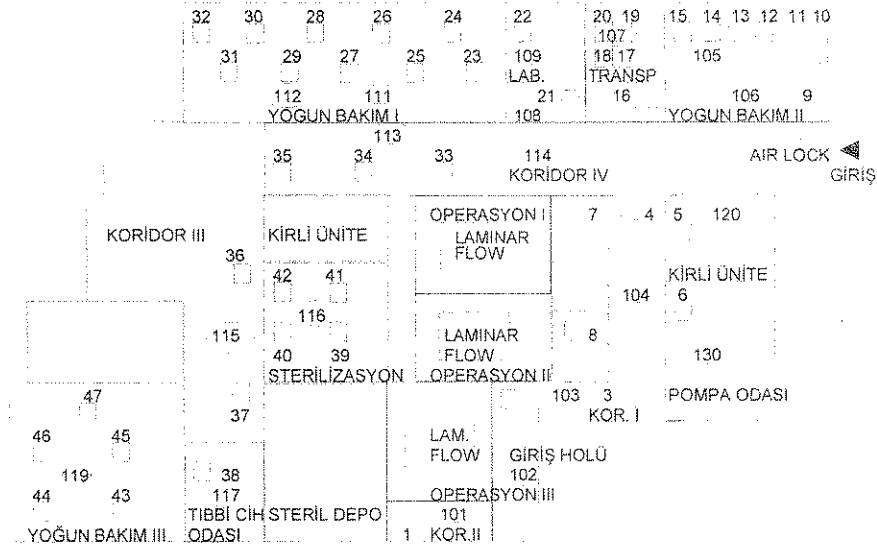 32 30 28 26 24 22 20 19 15 14 13 12 11 10
107
31 29 27 25 23 109 18 17 105
LAB. TRANSP
112 111 21 16 106 9
YOĞUN BAKIM I 108 YOGUN BAKIM II
113
35 34 33 114 AIR LOCK
KORİDOR IV GİRİŞ
OPERASYON I 7 4 5 120
KORİDOR III KİRLİ ÜNİTE LAMINAR
FLOW
36
42 41 KİRLİ ÜNİTE
104 6
116
115 LAMINAR 8
40 39 FLOW 130
STERİLİZASYON OPERASYON II
47 103 3 POMPA ODASI
37 KOR. I
46 45 LAM.
FLOW GİRİŞ HOLÜ
119 38 102
44 43 117 OPERASYON III
TIBBİ CİH STERİL DEPO 101
YOĞUN BAKIM III ODASI 1 KOR.II